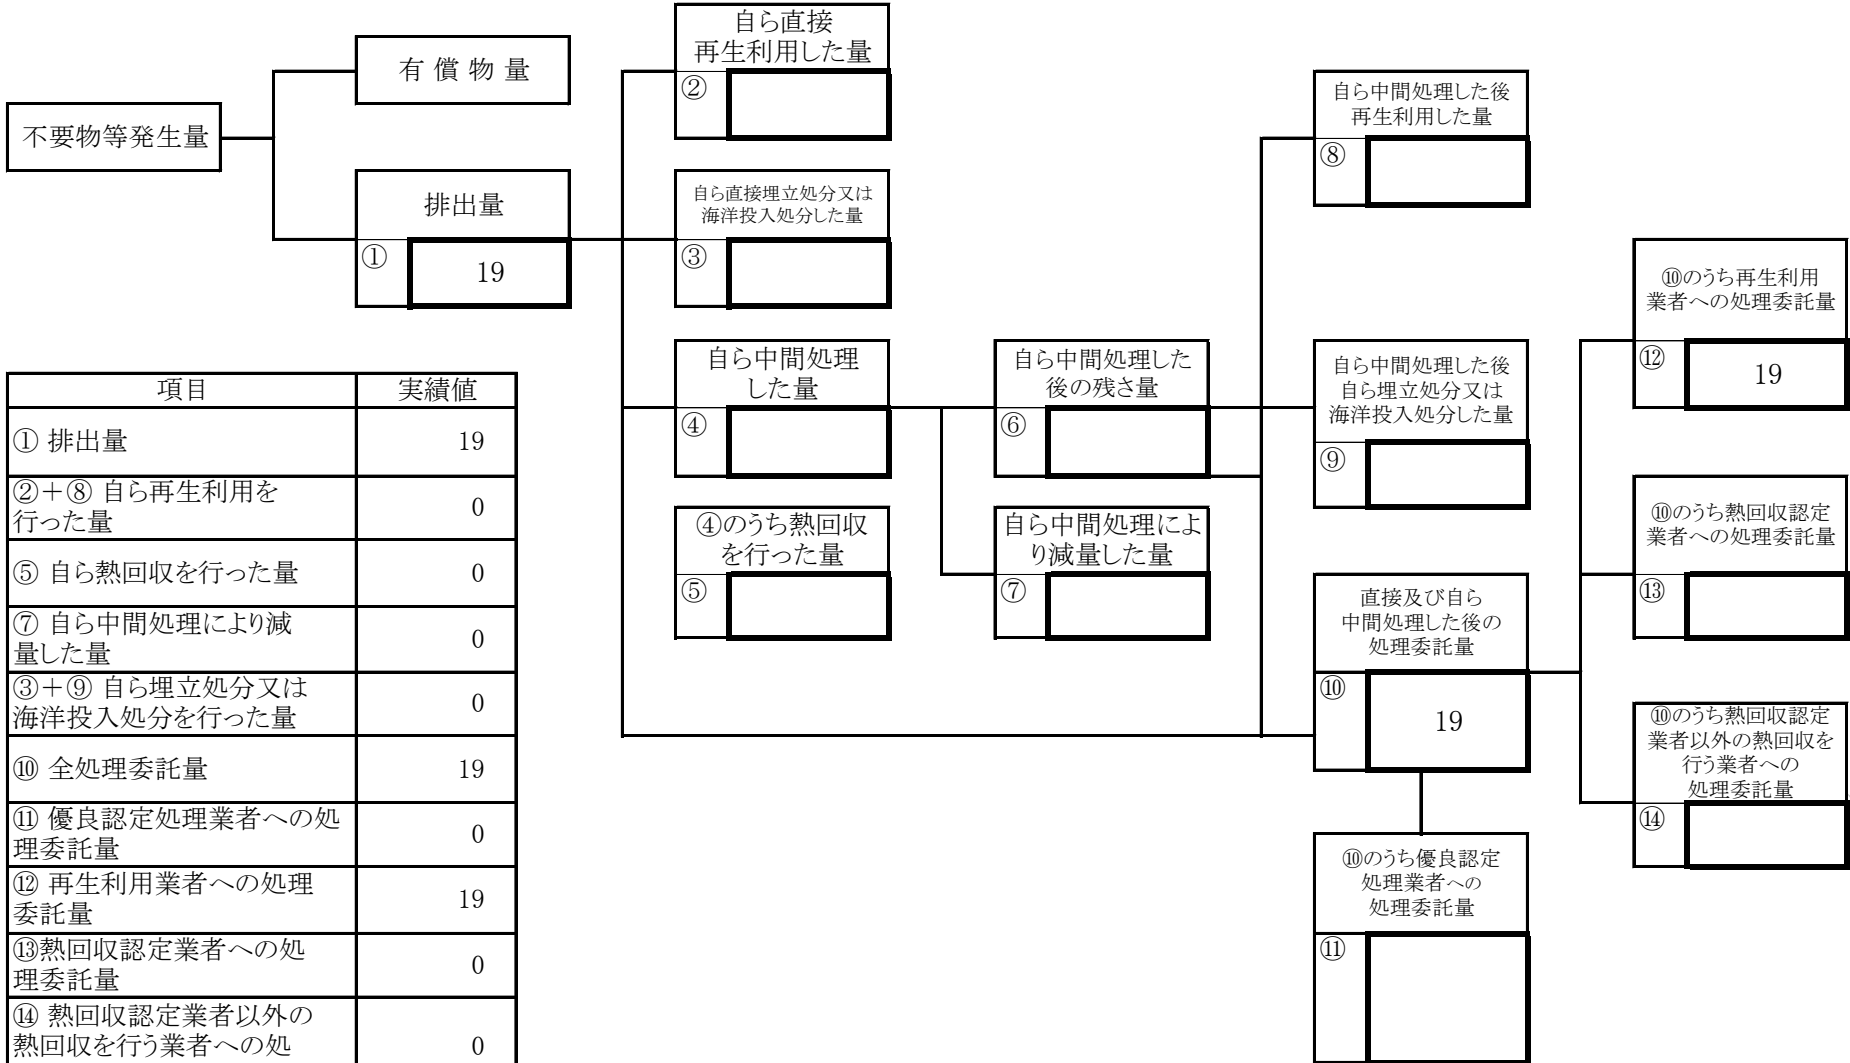 不要物等発生量
有 償 物 量
排出量
①
19
自ら直接
再生利用した量
②
自ら直接埋立処分又は
海洋投入処分した量
③
自ら中間処理
した量
④
④のうち熱回収
を行った量
⑤
自ら中間処理した
後の残さ量
⑥
自ら中間処理によ
り減量した量
⑦
自ら中間処理した後
再生利用した量
⑧
自ら中間処理した後
自ら埋立処分又は
海洋投入処分した量
⑨
直接及び自ら
中間処理した後の
処理委託量
⑩
19
⑩のうち優良認定
処理業者への
処理委託量
⑪
⑩のうち再生利用
業者への処理委託量
⑫
19
⑩のうち熱回収認定
業者への処理委託量
⑬
⑩のうち熱回収認定
業者以外の熱回収を
行う業者への
処理委託量
⑭
項目 実績値
① 排出量 19
②+⑧ 自ら再生利用を
行った量 0
⑤ 自ら熱回収を行った量 0
⑦ 自ら中間処理により減
量した量 0
③+⑨ 自ら埋立処分又は
海洋投入処分を行った量 0
⑩ 全処理委託量 19
⑪ 優良認定処理業者への処
理委託量 0
⑫ 再生利用業者への処理
委託量 19
⑬熱回収認定業者への処
理委託量 0
⑭ 熱回収認定業者以外の
熱回収を行う業者への処 0